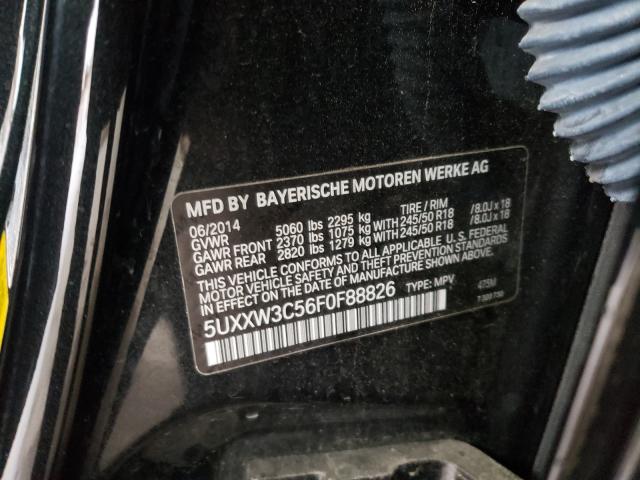 MFD BY BAYERISCHE MOTOREN WERKE AG
06/2014 TIRE / RIM
GVWR 5060 lbs 2295 kg
GAWR FRONT 2370 lbs 1075 kg WITH 245/50 R18 /8.0J x 18
GAWR REAR 2820 lbs 1279 kg WITH 245/50 R18 /8.0J x 18
THIS VEHICLE CONFORMS TO ALL APPLICABLE U.S. FEDERAL
MOTOR VEHICLE SAFETY AND THEFT PREVENTION STANDARDS
IN EFFECT ON THE DATE OF MANUFACTURE SHOWN ABOVE.
5UXXW3C56F0F88826 TYPE: MPV 475M